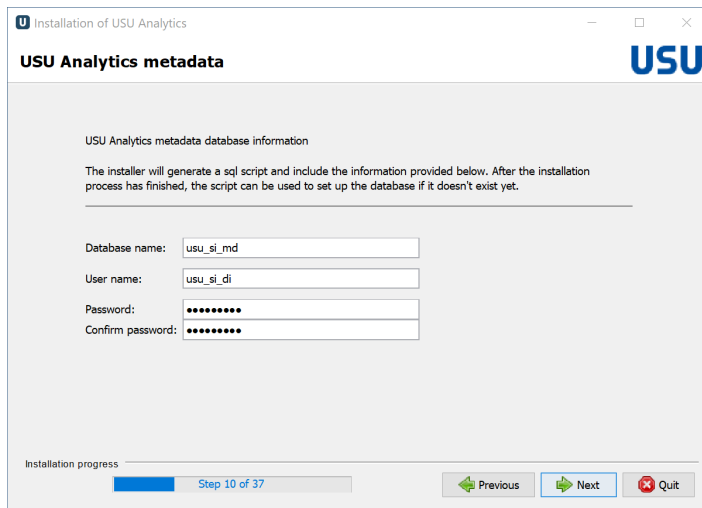 Installation of USU Analytics
USU Analytics metadata
USU
USU Analytics metadata database information
The installer will generate a sql script and include the information provided below. After the installation
process has finished, the script can be used to set up the database if it doesn't exist yet.
Database name: usu_si_md
User name: usu_si_di
Password: •••••••••
Confirm password: •••••••••
Installation progress
Step 10 of 37
Previous
Next
Quit